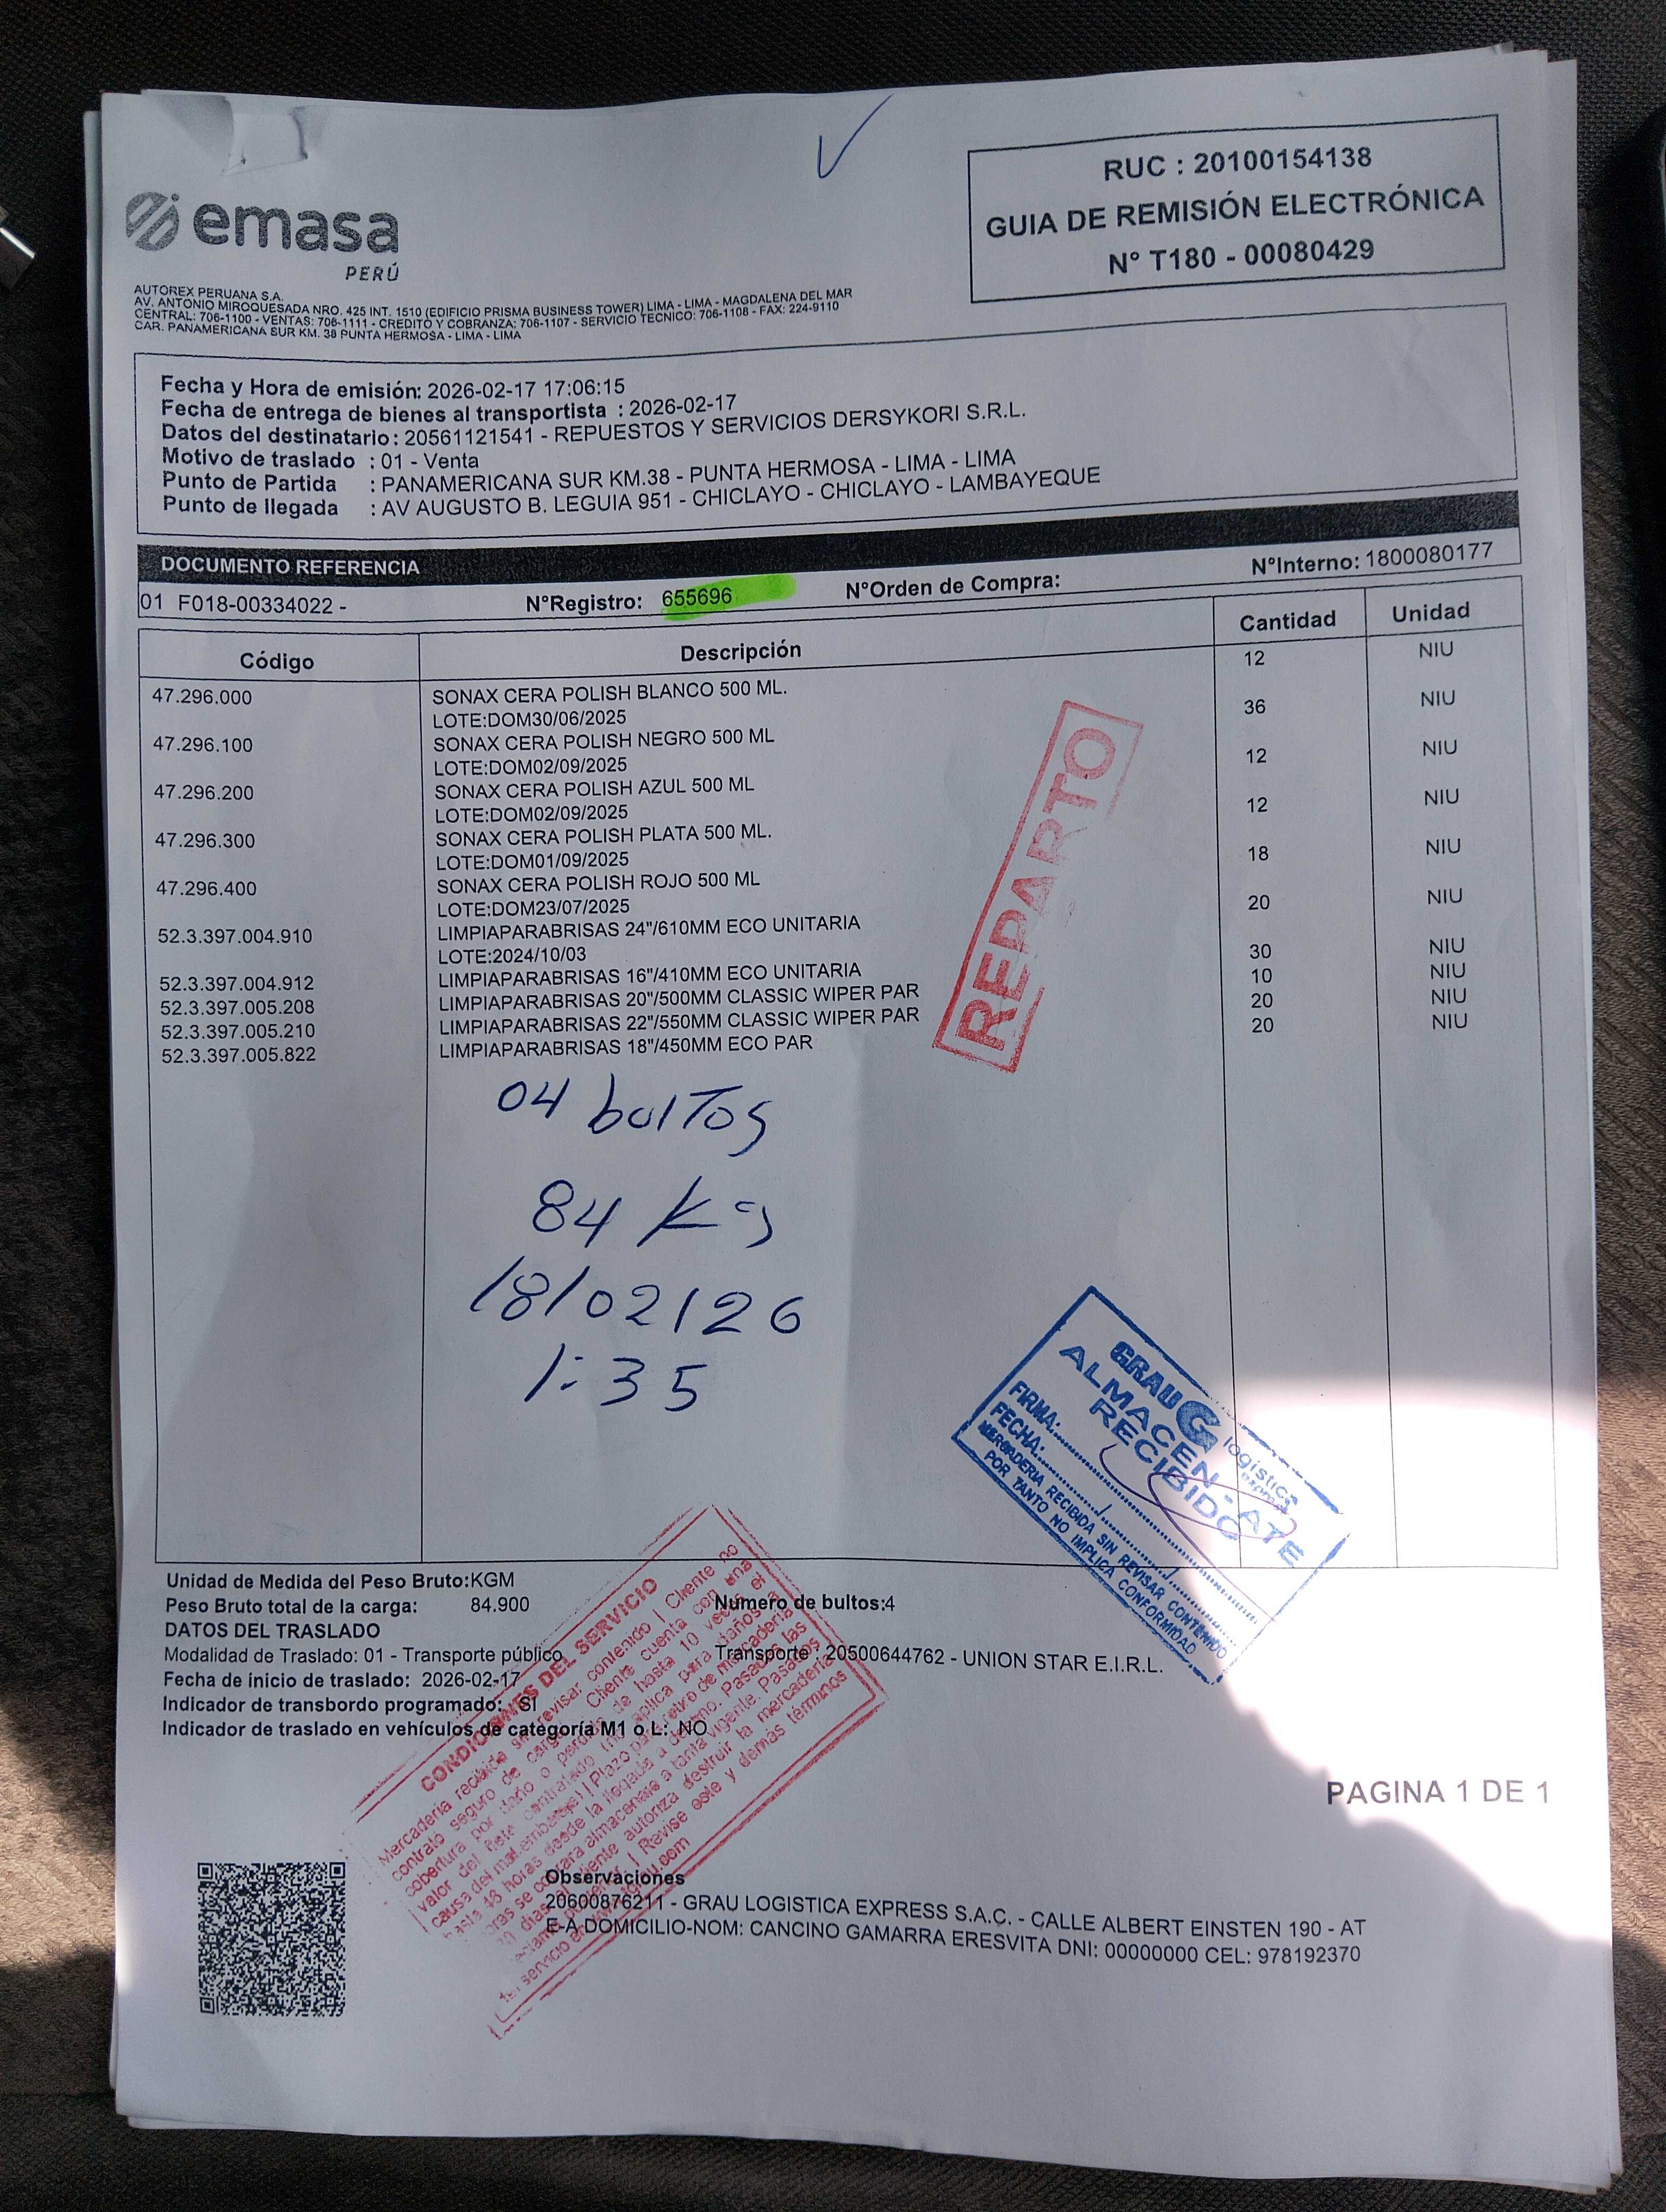 emasa
PERÚ
RUC : 20100154138
GUIA DE REMISIÓN ELECTRÓNICA
N° T180 - 00080429
AUTOREX PERUANA S.A.
AV. ANTONIO MIROQUESADA NRO. 425 INT. 1510 (EDIFICIO PRISMA BUSINESS TOWER) LIMA - LIMA - MAGDALENA DEL MAR
CENTRAL: 706-1100 - VENTAS: 706-1111 - CREDITO Y COBRANZA: 706-1107 - SERVICIO TECNICO: 706-1108 - FAX: 224-9110
CAR. PANAMERICANA SUR KM. 38 PUNTA HERMOSA - LIMA - LIMA
Fecha y Hora de emisión: 2026-02-17 17:06:15
Fecha de entrega de bienes al transportista : 2026-02-17
Datos del destinatario: 20561121541 - REPUESTOS Y SERVICIOS DERSYKORI S.R.L.
Motivo de traslado : 01 - Venta
Punto de Partida : PANAMERICANA SUR KM.38 - PUNTA HERMOSA - LIMA - LIMA
Punto de llegada : AV AUGUSTO B. LEGUIA 951 - CHICLAYO - CHICLAYO - LAMBAYEQUE
DOCUMENTO REFERENCIA
01 F018-00334022 - N°Registro: 655696 N°Orden de Compra: N°Interno: 1800080177
Código Descripción Cantidad Unidad
47.296.000 SONAX CERA POLISH BLANCO 500 ML. 12 NIU
LOTE:DOM30/06/2025
47.296.100 SONAX CERA POLISH NEGRO 500 ML 36 NIU
LOTE:DOM02/09/2025
47.296.200 SONAX CERA POLISH AZUL 500 ML 12 NIU
LOTE:DOM02/09/2025
47.296.300 SONAX CERA POLISH PLATA 500 ML. 12 NIU
LOTE:DOM01/09/2025
47.296.400 SONAX CERA POLISH ROJO 500 ML 18 NIU
LOTE:DOM23/07/2025
52.3.397.004.910 LIMPIAPARABRISAS 24"/610MM ECO UNITARIA 20 NIU
LOTE:2024/10/03
52.3.397.004.912 LIMPIAPARABRISAS 16"/410MM ECO UNITARIA 30 NIU
52.3.397.005.208 LIMPIAPARABRISAS 20"/500MM CLASSIC WIPER PAR 10 NIU
52.3.397.005.210 LIMPIAPARABRISAS 22"/550MM CLASSIC WIPER PAR 20 NIU
52.3.397.005.822 LIMPIAPARABRISAS 18"/450MM ECO PAR 20 NIU
REPARTO
04 bultos
84 Kg
18/02/26
1:35
GRAU G logistica express
ALMACEN - ATE
RECIBIDO
FIRMA:
FECHA:
MERCADERIA RECIBIDA SIN REVISAR CONTENIDO
POR TANTO NO IMPLICA CONFORMIDAD
Unidad de Medida del Peso Bruto:KGM
Peso Bruto total de la carga: 84.900 Numero de bultos:4
DATOS DEL TRASLADO
Modalidad de Traslado: 01 - Transporte público Transporte : 20500644762 - UNION STAR E.I.R.L.
Fecha de inicio de traslado: 2026-02-17
Indicador de transbordo programado: SI
Indicador de traslado en vehículos de categoría M1 o L: NO
CONDICIONES DEL SERVICIO
Mercadería recibida sin revisar contenido | Cliente no
PAGINA 1 DE 1
Observaciones
20600876211 - GRAU LOGISTICA EXPRESS S.A.C. - CALLE ALBERT EINSTEN 190 - AT
E-A DOMICILIO-NOM: CANCINO GAMARRA ERESVITA DNI: 00000000 CEL: 978192370